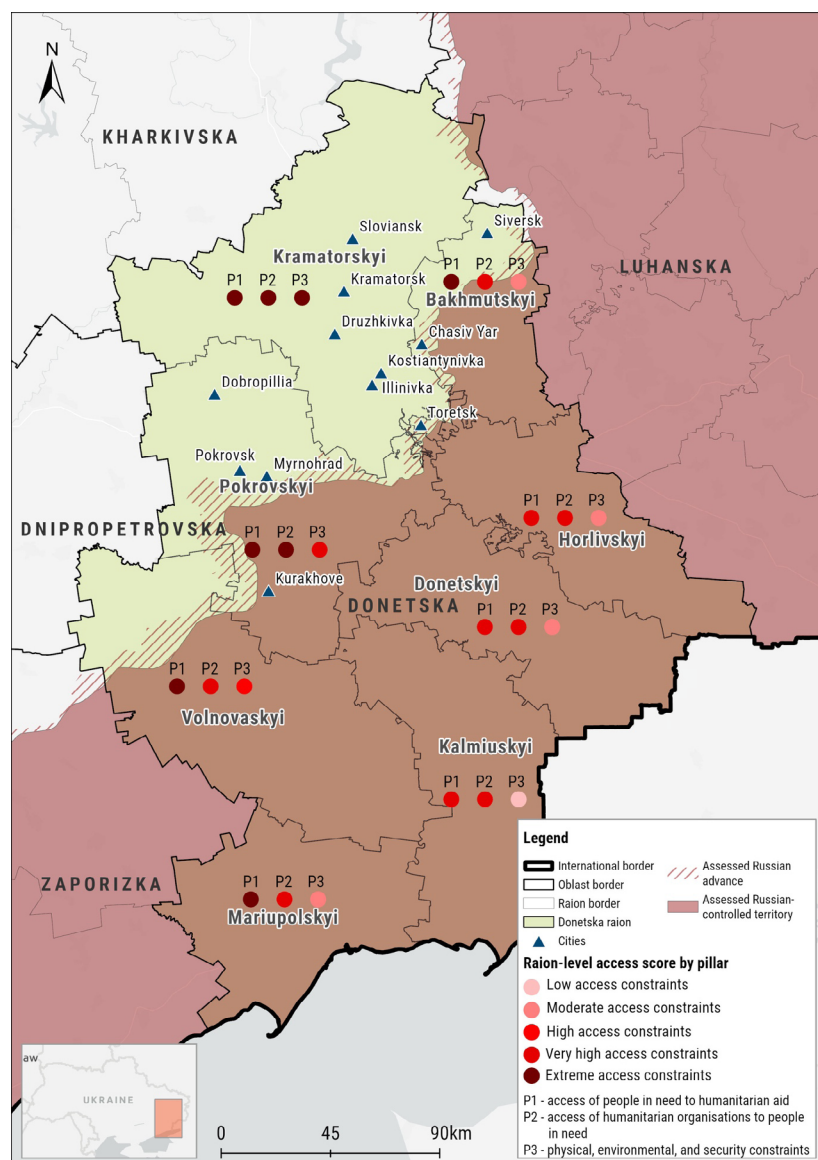 N
KHARKIVSKA
Sloviansk
Siversk
Kramatorskyi
P1 P2 P3
Kramatorsk
P1 P2 P3
Bakhmutskyi
LUHANSKA
Druzhkivka
Chasiv Yar
Kostiantynivka
Illinivka
Dobropillia
Toretsk
Pokrovsk
Myrnohrad
Pokrovskyi
DNIPROPETROVSKA
P1 P2 P3
Horlivskyi
P1 P2 P3
Kurakhove
Donetskyi
DONETSKA
P1 P2 P3
P1 P2 P3
Volnovaskyi
Kalmiuskyi
P1 P2 P3
ZAPORIZKA
P1 P2 P3
Mariupolskyi
Legend
International border
Oblast border
Raion border
Donetska raion
Cities
Assessed Russian
advance
Assessed Russian-
controlled territory
Raion-level access score by pillar
Low access constraints
Moderate access constraints
High access constraints
Very high access constraints
Extreme access constraints
P1 - access of people in need to humanitarian aid
P2 - access of humanitarian organisations to people
in need
P3 - physical, environmental, and security constraints
aw
UKRAINE
0 45 90km